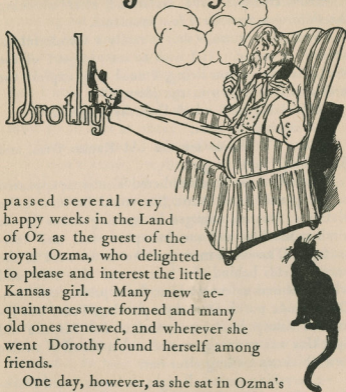 Dorothy
passed several very
happy weeks in the Land
of Oz as the guest of the
royal Ozma, who delighted
to please and interest the little
Kansas girl. Many new ac-
quaintances were formed and many
old ones renewed, and wherever she
went Dorothy found herself among
friends.
One day, however, as she sat in Ozma's